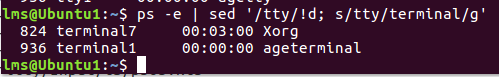 lms@Ubuntu1:~$ ps -e | sed '/tty/!d; s/tty/terminal/g'
824 terminal7    00:03:00 Xorg
936 terminal1    00:00:00 ageterminal
lms@Ubuntu1:~$